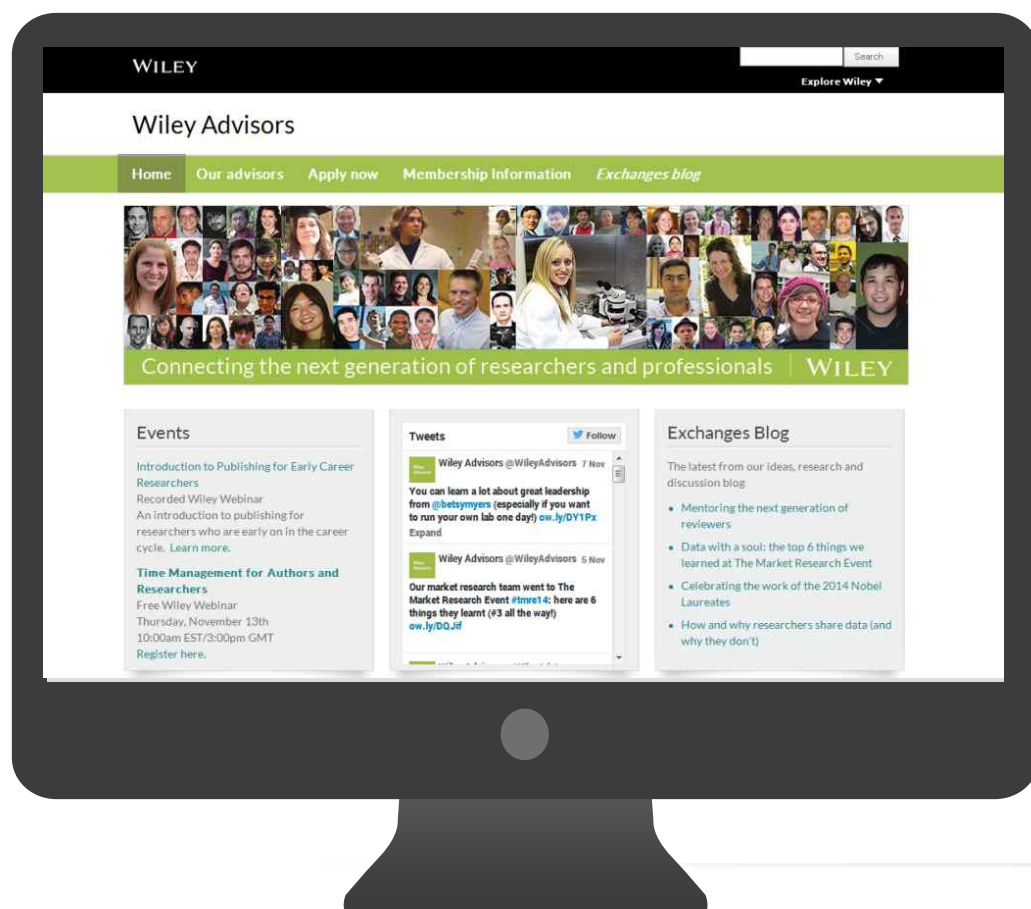 WILEY
Search
Explore Wiley
Wiley Advisors
Home
Our advisors
Apply now
Membership Information
Exchanges blog
Connecting the next generation of researchers and professionals
WILEY
Events
Introduction to Publishing for Early Career
Researchers
Recorded Wiley Webinar
An introduction to publishing for
researchers who are early on in the career
cycle. Learn more.
Time Management for Authors and
Researchers
Free Wiley Webinar
Thursday, November 13th
10:00am EST/3:00pm GMT
Register here.
Tweets
Follow
Wiley Advisors @WileyAdvisors 7 Nov
You can learn a lot about great leadership
from @betsymyers (especially if you want
to run your own lab one day!) ow.ly/DY1Px
Expand
Wiley Advisors @WileyAdvisors 5 Nov
Our market research team went to The
Market Research Event #tmre14: here are 6
things they learnt (#3 all the way!)
ow.ly/DQJif
Exchanges Blog
The latest from our ideas, research and
discussion blog
Mentoring the next generation of
reviewers
Data with a soul: the top 6 things we
learned at The Market Research Event
Celebrating the work of the 2014 Nobel
Laureates
How and why researchers share data (and
why they don't)